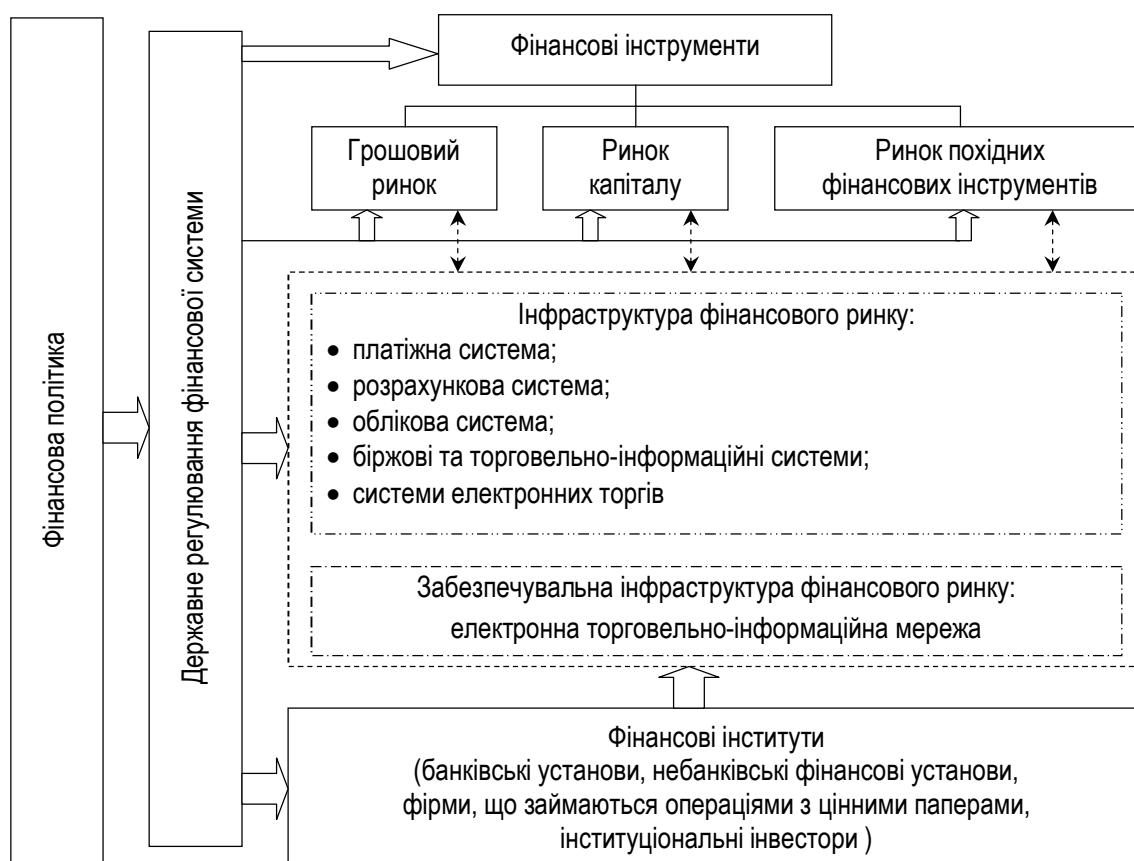 Фінансова політика
Державне регулювання фінансової системи
Фінансові інструменти
Грошовий
ринок
Ринок
капіталу
Ринок похідних
фінансових інструментів
Інфраструктура фінансового ринку:
• платіжна система;
• розрахункова система;
• облікова система;
• біржові та торговельно-інформаційні системи;
• системи електронних торгів
Забезпечувальна інфраструктура фінансового ринку:
електронна торговельно-інформаційна мережа
Фінансові інститути
(банківські установи, небанківські фінансові установи,
фірми, що займаються операціями з цінними паперами,
інституціональні інвестори )